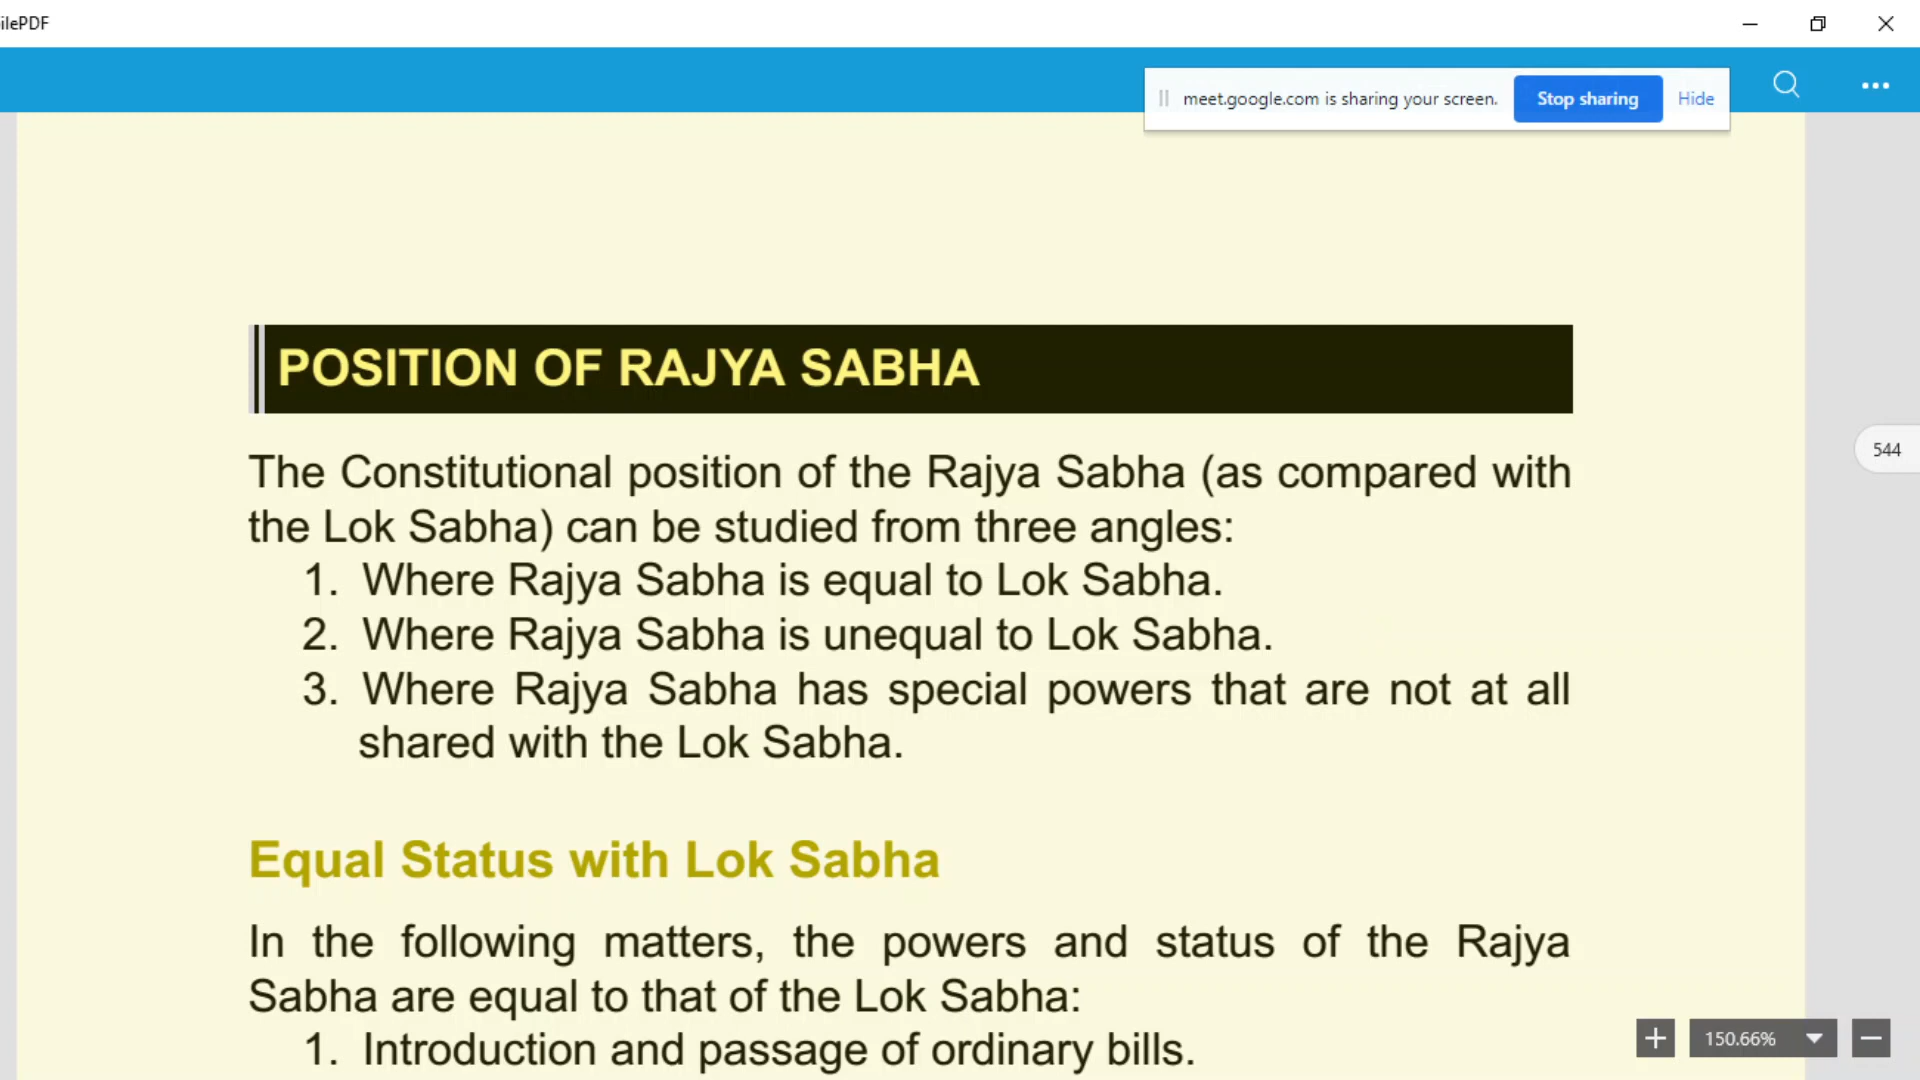 ilePDF
meet.google.com is sharing your screen. Stop sharing Hide
POSITION OF RAJYA SABHA
The Constitutional position of the Rajya Sabha (as compared with
the Lok Sabha) can be studied from three angles:
1. Where Rajya Sabha is equal to Lok Sabha.
2. Where Rajya Sabha is unequal to Lok Sabha.
3. Where Rajya Sabha has special powers that are not at all
shared with the Lok Sabha.
544
Equal Status with Lok Sabha
In the following matters, the powers and status of the Rajya
Sabha are equal to that of the Lok Sabha:
1. Introduction and passage of ordinary bills.
150.66%